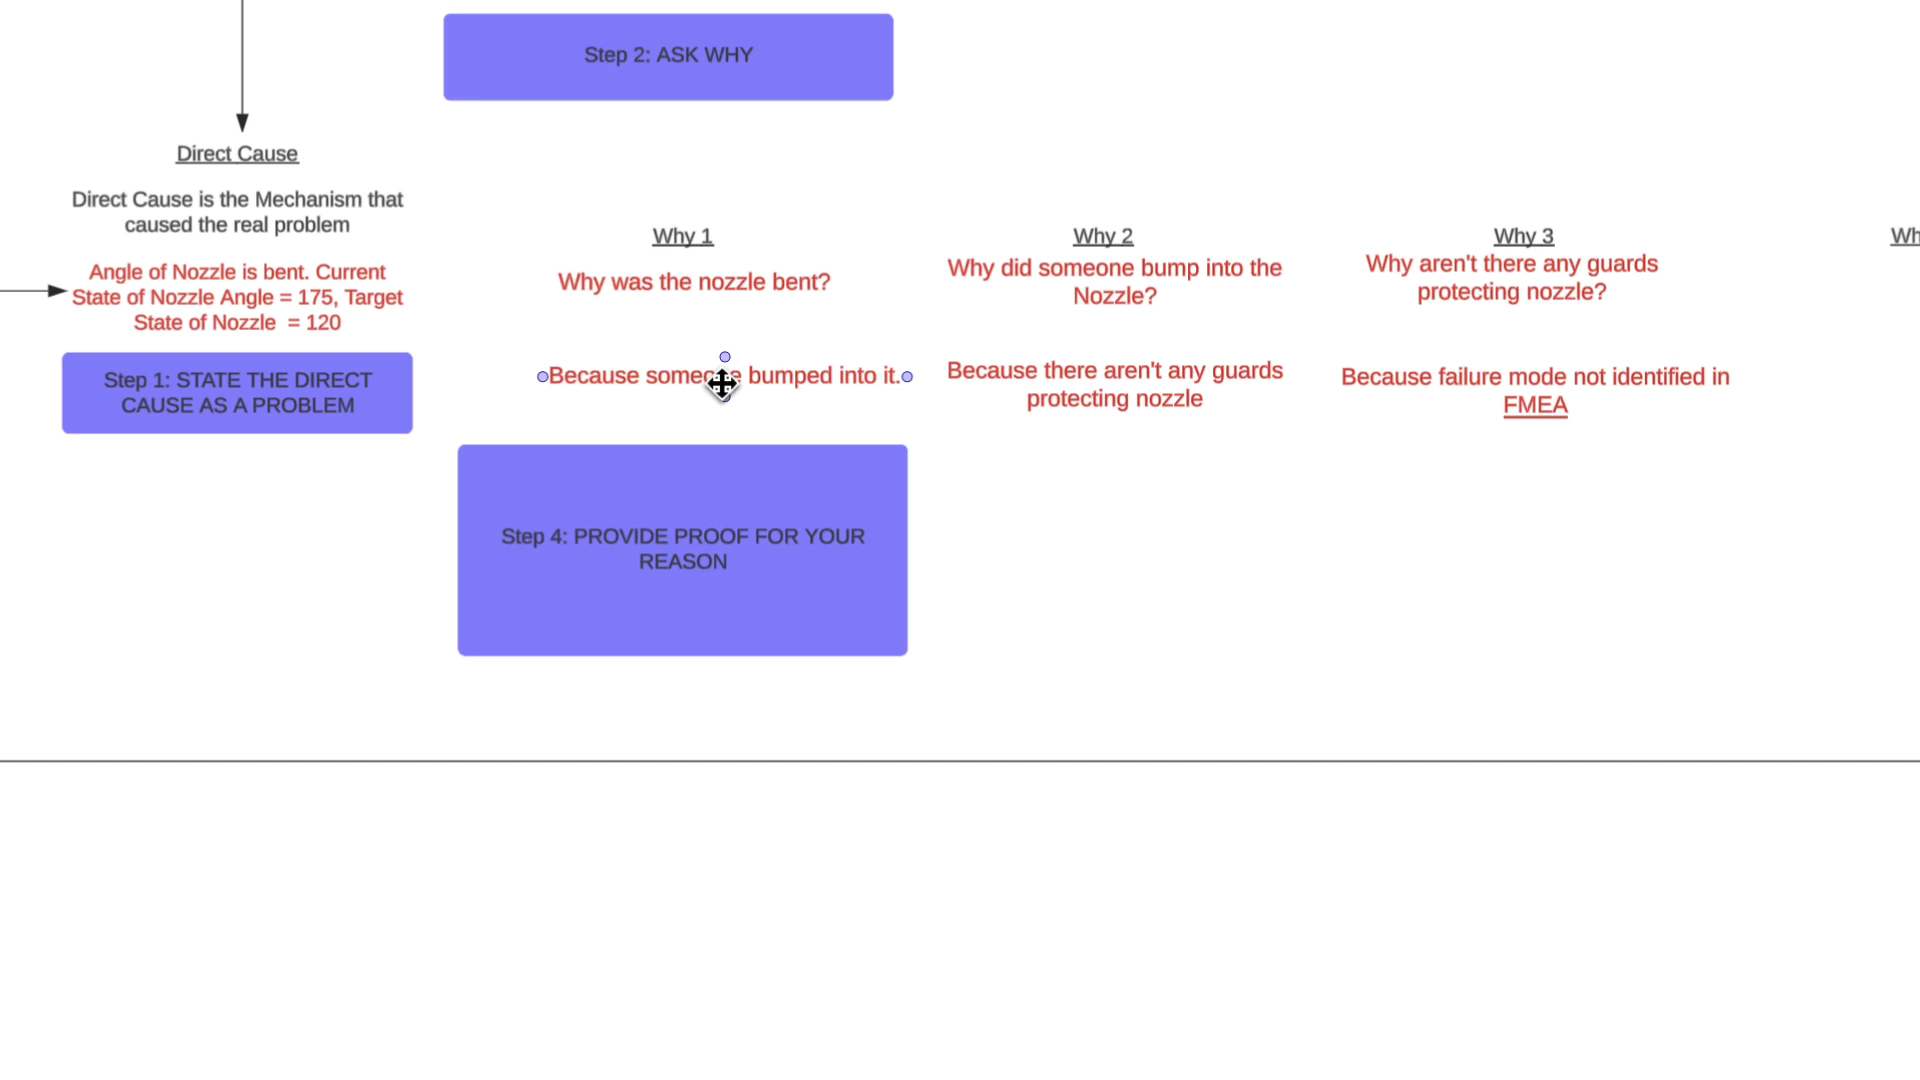 Step 2: ASK WHY
Direct Cause
Direct Cause is the Mechanism that
caused the real problem
Angle of Nozzle is bent. Current
State of Nozzle Angle = 175, Target
State of Nozzle  = 120
Step 1: STATE THE DIRECT
CAUSE AS A PROBLEM
Why 1
Why was the nozzle bent?
Because someone bumped into it.
Step 4: PROVIDE PROOF FOR YOUR
REASON
Why 2
Why did someone bump into the
Nozzle?
Because there aren't any guards
protecting nozzle
Why 3
Why aren't there any guards
protecting nozzle?
Because failure mode not identified in
FMEA